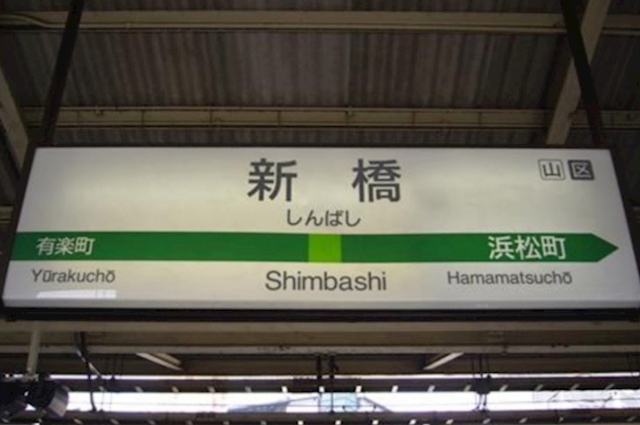 新橋
山 区
しんばし
有楽町
浜松町
Yūrakuchō
Shimbashi
Hamamatsuchō